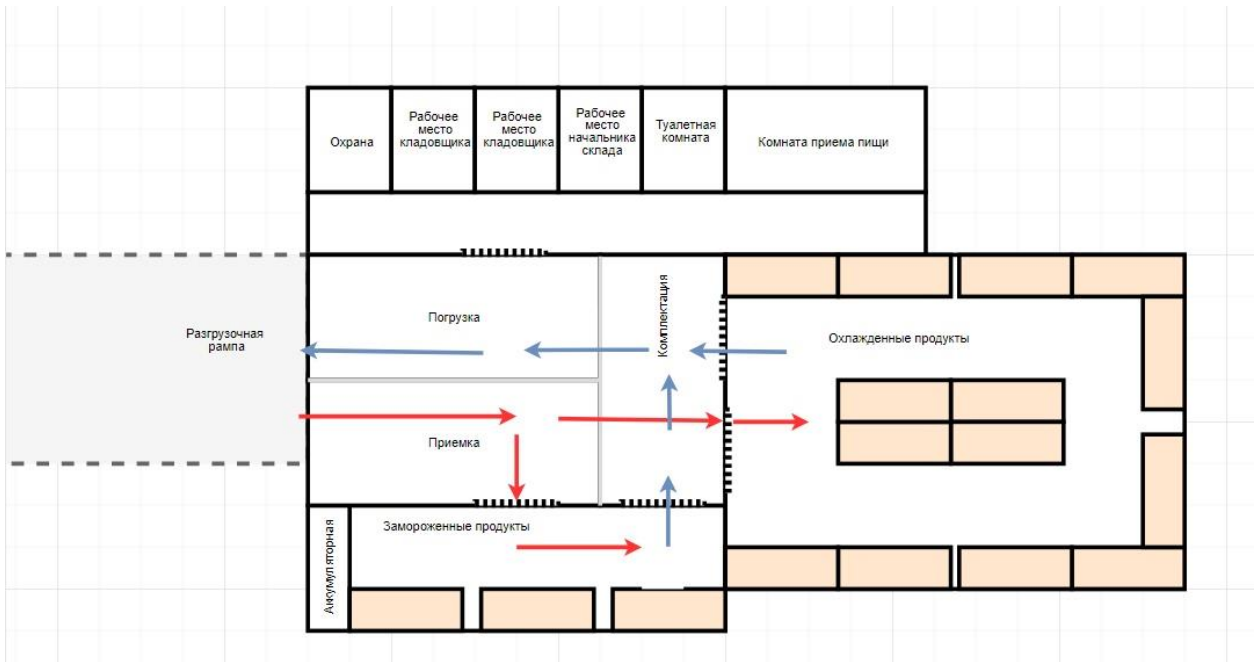 Охрана
Рабочее
место
кладовщика
Рабочее
место
кладовщика
Рабочее
место
начальника
склада
Туалетная
комната
Комната приема пищи
Разгрузочная
рампа
Погрузка
Комплектация
Охлажденные продукты
Приемка
Замороженные продукты
Аккумуляторная